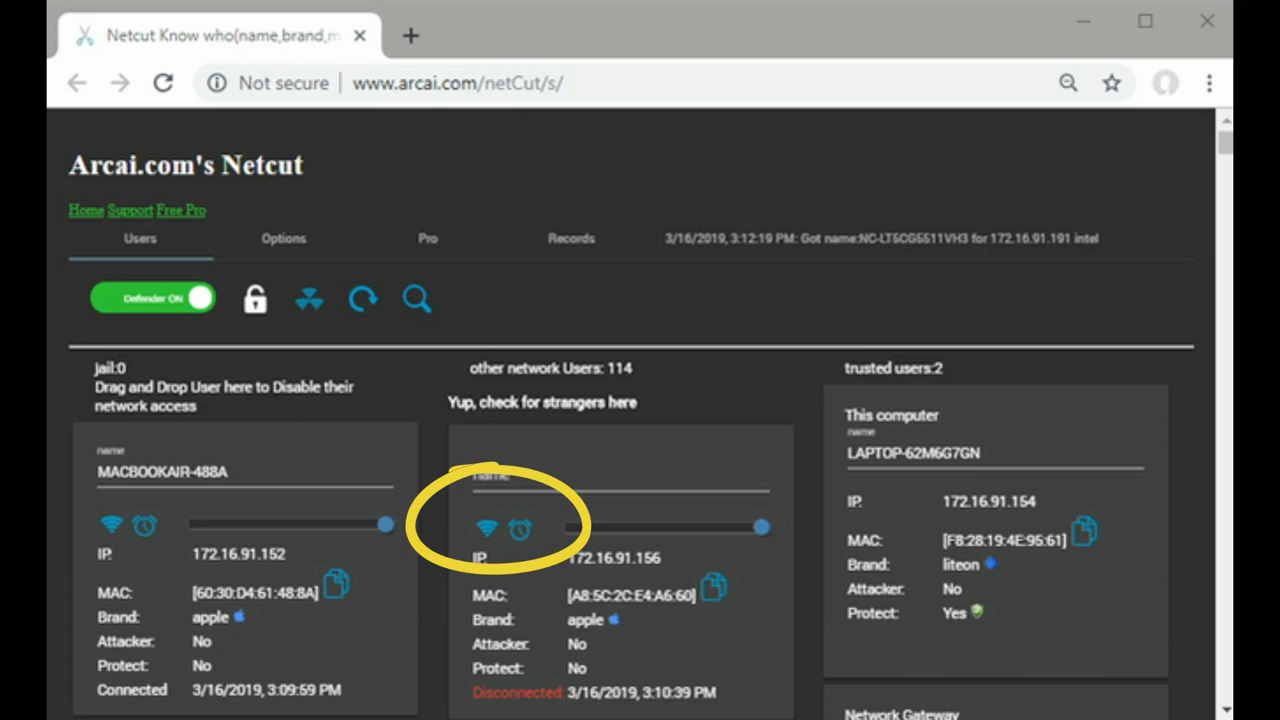 Netcut Know who(name,brand,m
Not secure | www.arcai.com/netCut/s/
Arcai.com's Netcut
Home Support Free Pro
Users Options Pro Records 3/16/2019, 3:12:19 PM: Got name:NC-LT5CG5511VH3 for 172.16.91.191 intel
Defender ON
jail:0
Drag and Drop User here to Disable their
network access
name
MACBOOKAIR-488A
IP: 172.16.91.152
MAC: [60:30:D4:61:48:8A]
Brand: apple
Attacker: No
Protect: No
Connected 3/16/2019, 3:09:59 PM
other network Users: 114
Yup, check for strangers here
name
IP: 172.16.91.156
MAC: [A8:5C:2C:E4:A6:60]
Brand: apple
Attacker: No
Protect: No
Disconnected: 3/16/2019, 3:10:39 PM
trusted users:2
This computer
name
LAPTOP-62M6G7GN
IP: 172.16.91.154
MAC: [F8:28:19:4E:95:61]
Brand: liteon
Attacker: No
Protect: Yes
Network Gateway